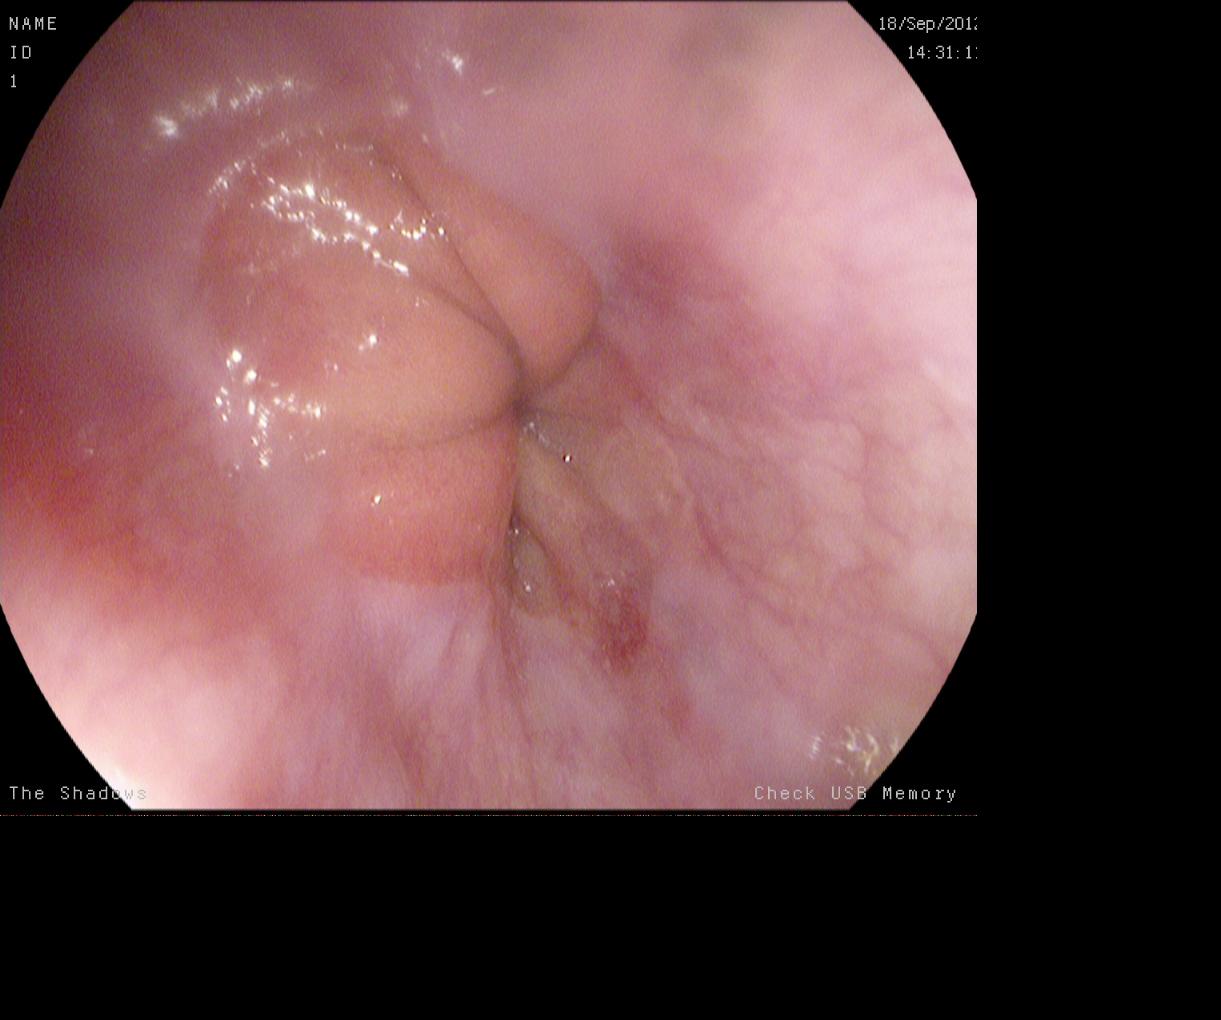 NAME
18/Sep/201
ID
14:31:1
1
The Shadows
Check USB Memory